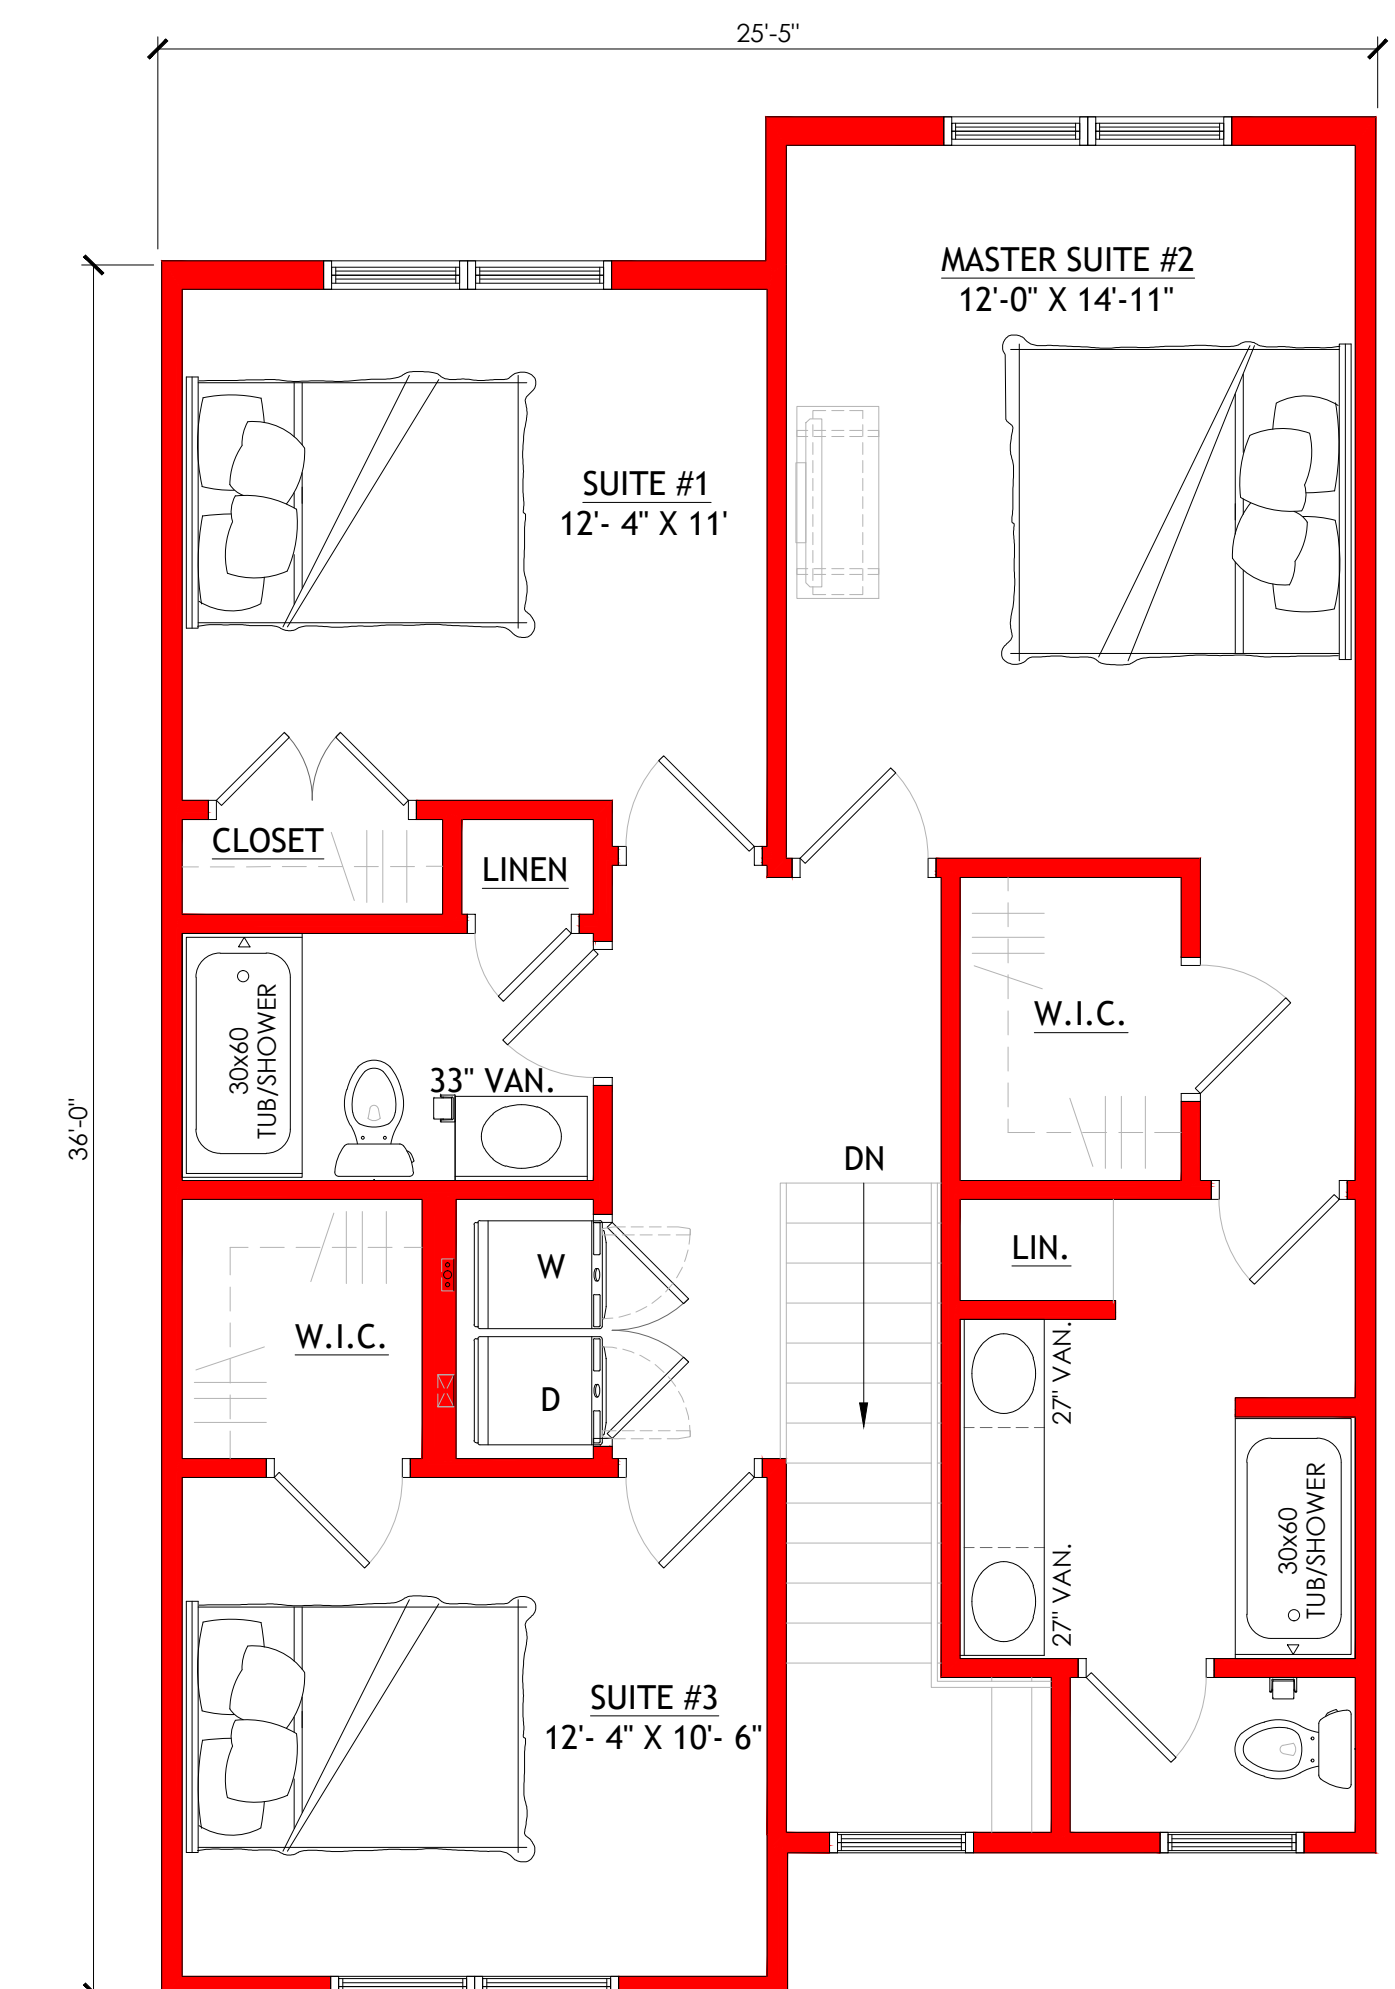 25'-5"
MASTER SUITE #2
12'-0" X 14'-11"
SUITE #1
12'- 4" X 11'
CLOSET
LINEN
30x60
TUB/SHOWER
33" VAN.
W.I.C.
36'-0"
DN
W
LIN.
W.I.C.
D
27" VAN.
27" VAN.
30x60
TUB/SHOWER
SUITE #3
12'- 4" X 10'- 6"